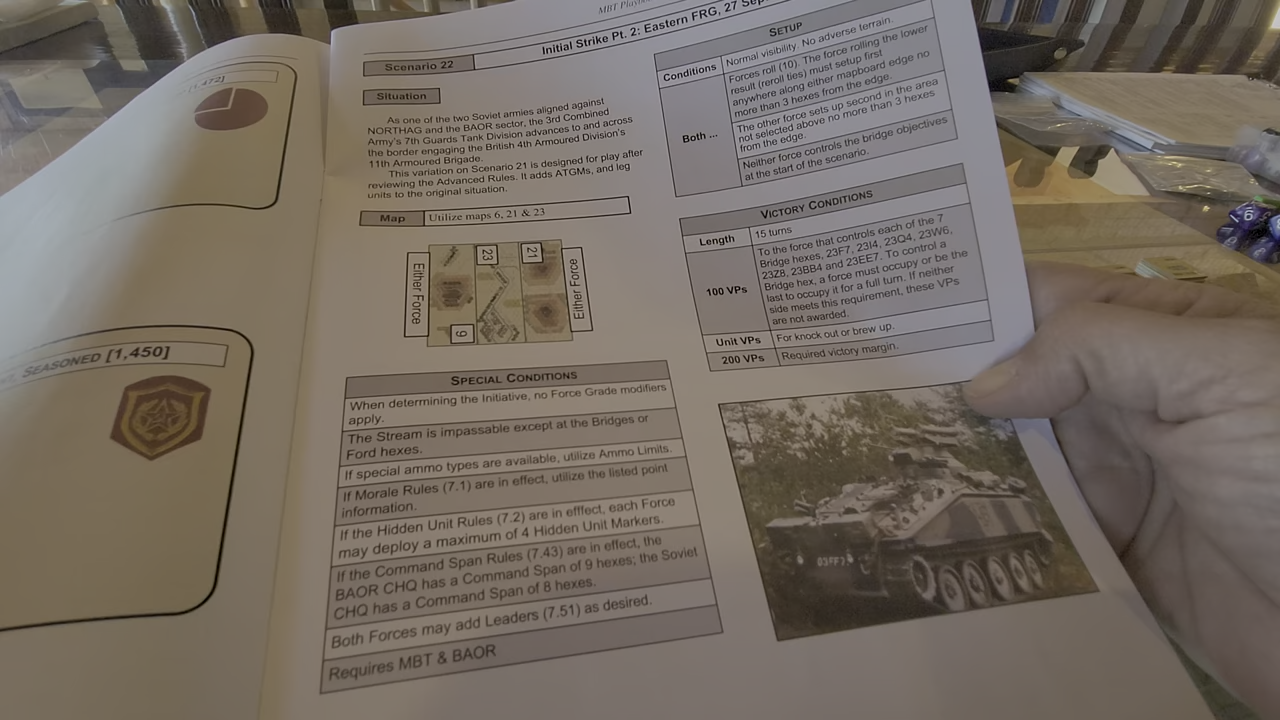 [1,472]
SEASONED [1,450]
MBT
Initial Strike Pt. 2: Eastern FRG, 27
Scenario 22
Situation
As one of the two Soviet armies aligned against
NORTHAG and the BAOR sector, the 3rd Combined
Army's 7th Guards Tank Division advances to and across
the border engaging the British 4th Armoured Division's
11th Armoured Brigade.
This variation on Scenario 21 is designed for play after
reviewing the Advanced Rules. It adds ATGMs, and leg
units to the original situation.
Map
Utilize maps 6, 21 & 23
Either Force
23
21
9
Either Force
SPECIAL CONDITIONS
When determining the Initiative, no Force Grade modifiers
apply.
The Stream is impassable except at the Bridges or
Ford hexes.
If special ammo types are available, utilize Ammo Limits.
If Morale Rules (7.1) are in effect, utilize the listed point
information.
If the Hidden Unit Rules (7.2) are in efffect, each Force
may deploy a maximum of 4 Hidden Unit Markers.
If the Command Span Rules (7.43) are in effect, the
BAOR CHQ has a Command Span of 9 hexes; the Soviet
CHQ has a Command Span of 8 hexes.
Both Forces may add Leaders (7.51) as desired.
Requires MBT & BAOR
SETUP
Conditions
Normal visibility. No adverse terrain.
Both ...
Forces roll (10). The force rolling the lower
result (reroll ties) must setup first
anywhere along either mapboard edge no
more than 3 hexes from the edge.
The other force sets up second in the area
not selected above no more than 3 hexes
from the edge.
Neither force controls the bridge objectives
at the start of the scenario.
VICTORY CONDITIONS
Length
15 turns
100 VPs
To the force that controls each of the 7
Bridge hexes, 23F7, 23I4, 23Q4, 23W6,
23Z8, 23BB4 and 23EE7. To control a
Bridge hex, a force must occupy or be the
last to occupy it for a full turn. If neither
side meets this requirement, these VPs
are not awarded.
Unit VPs
For knock out or brew up.
200 VPs
Required victory margin.
03FF